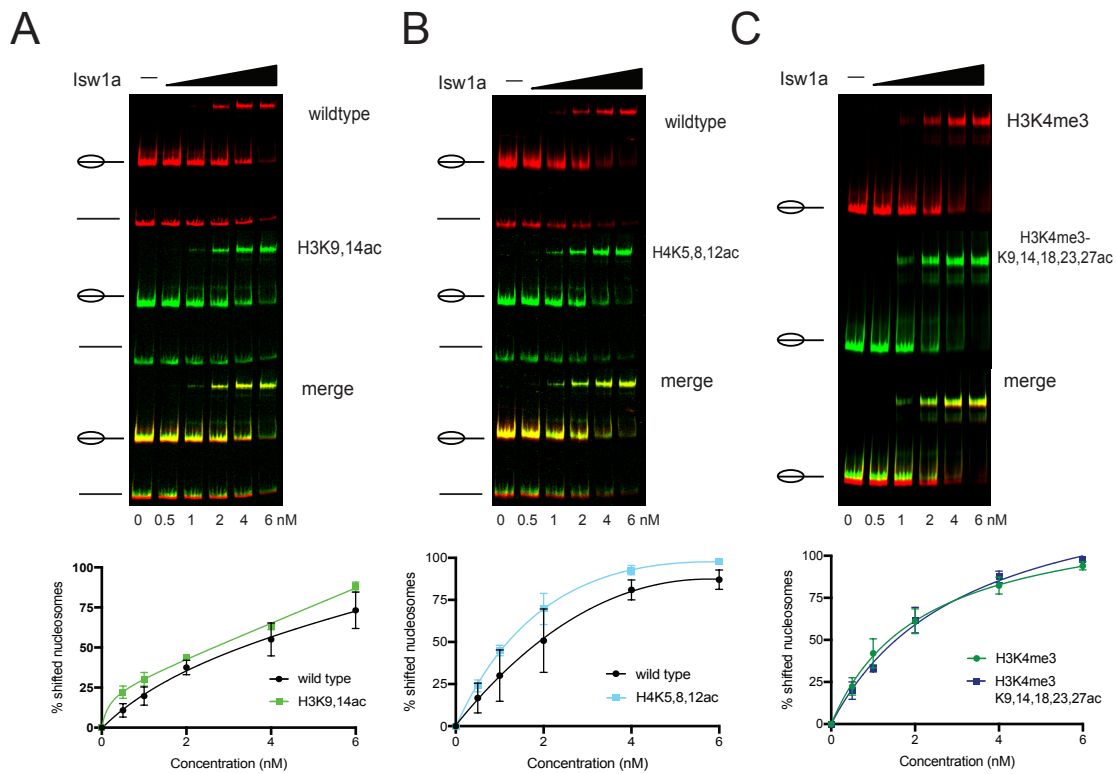 A
Isw1a —
wildtype
H3K9,14ac
merge
0 0.5 1 2 4 6 nM
% shifted nucleosomes
100
75
50
25
0
wild type
H3K9,14ac
0 2 4 6
Concentration (nM)
B
Isw1a —
wildtype
H4K5,8,12ac
merge
0 0.5 1 2 4 6 nM
% shifted nucleosomes
100
75
50
25
0
wild type
H4K5,8,12ac
0 2 4 6
Concentration (nM)
C
Isw1a —
H3K4me3
H3K4me3-
K9,14,18,23,27ac
merge
0 0.5 1 2 4 6 nM
% shifted nucleosomes
100
75
50
25
0
H3K4me3
H3K4me3
K9,14,18,23,27ac
0 2 4 6
Concentration (nM)